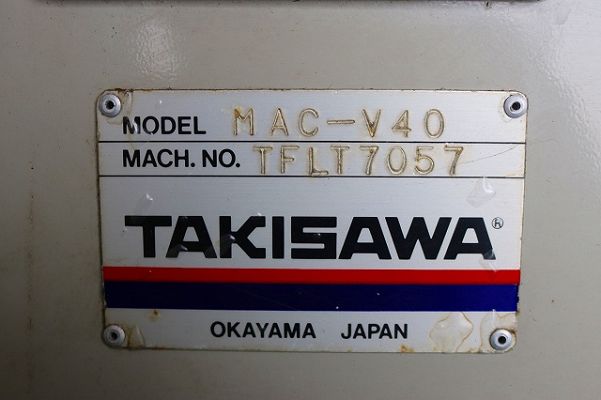 MODEL MAC-V40
MACH. NO. TFLT7057
TAKISAWA®
OKAYAMA JAPAN